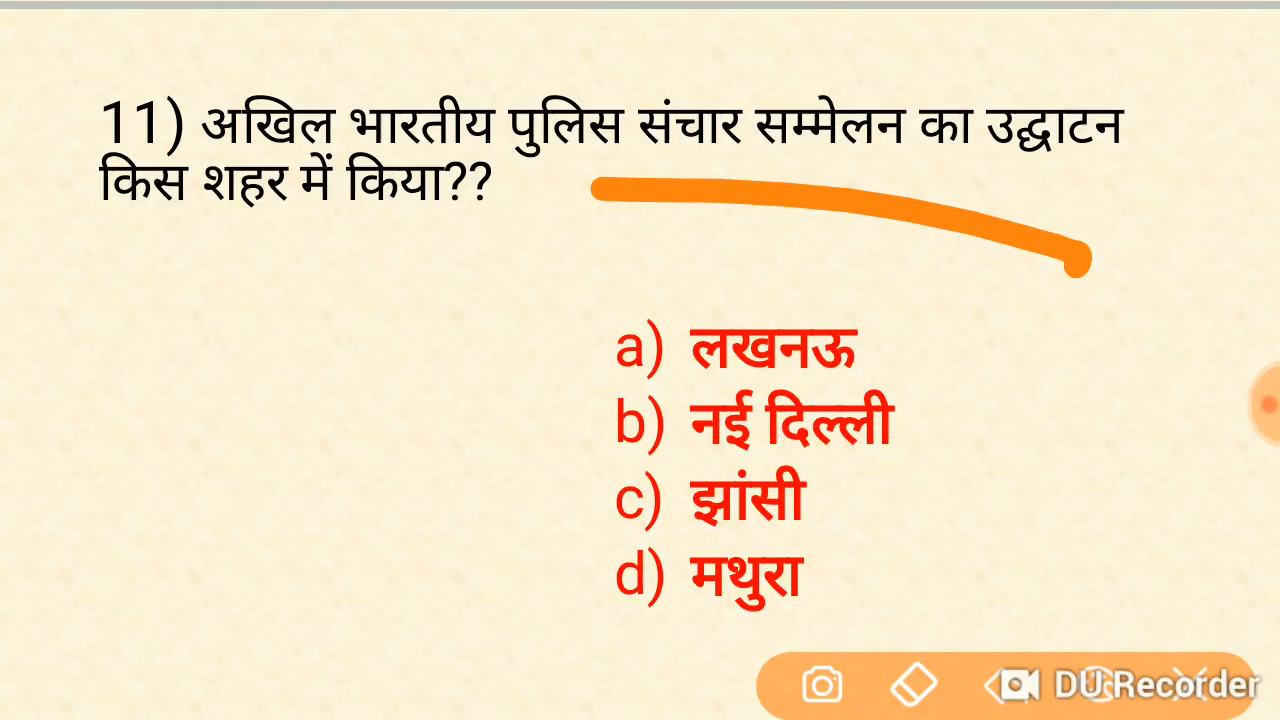 11) अखिल भारतीय पुलिस संचार सम्मेलन का उद्घाटन
किस शहर में किया??
a) लखनऊ
b) नई दिल्ली
c) झांसी
d) मथुरा
DU Recorder